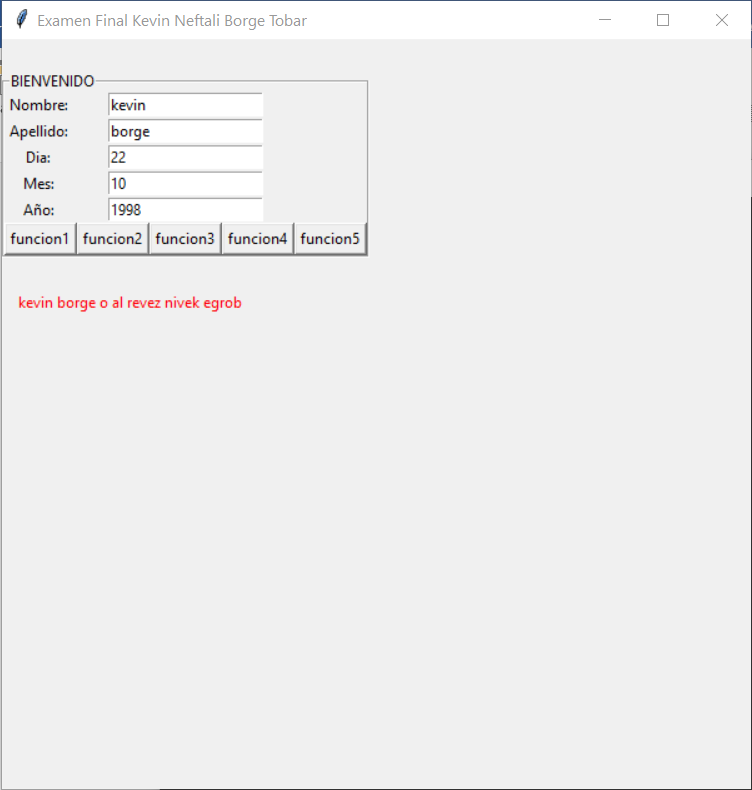 Examen Final Kevin Neftali Borge Tobar
BIENVENIDO
Nombre: kevin
Apellido: borge
Dia: 22
Mes: 10
Año: 1998
funcion1 funcion2 funcion3 funcion4 funcion5
kevin borge o al revez nivek egrob